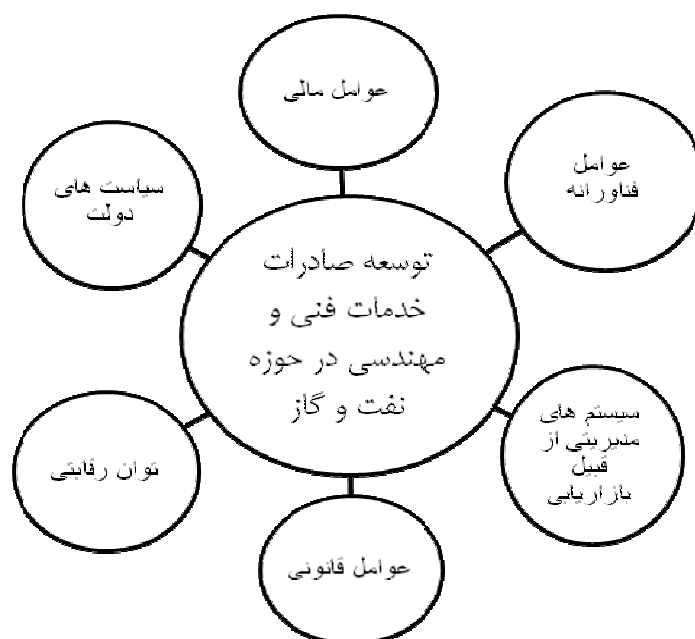 عوامل مالی
عوامل
فناورانه
سیاست های
دولت
توسعه صادرات
خدمات فنی و
مهندسی در حوزه
نفت و گاز
سیستم های
مدیریتی از
قبیل
بازاریابی
توان رقابتی
عوامل قانونی